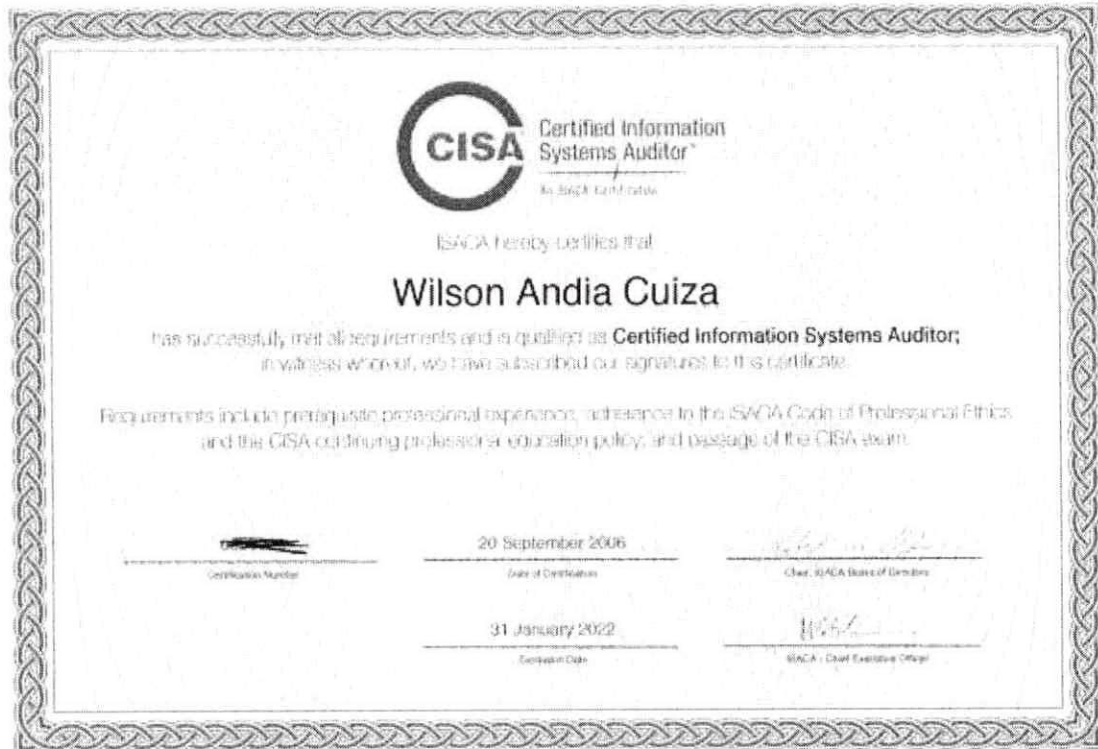 CISA
Certified Information
Systems Auditor™
An ISACA Certification
ISACA hereby certifies that
Wilson Andia Cuiza
has successfully met all requirements and is qualified as Certified Information Systems Auditor;
in witness whereof, we have subscribed our signatures to this certificate.
Requirements include prerequisite professional experience, adherence to the ISACA Code of Professional Ethics
and the CISA continuing professional education policy, and passage of the CISA exam.
20 September 2006
Certification Number
Date of Certification
Chair, ISACA Board of Directors
31 January 2022
Expiration Date
ISACA - Chief Executive Officer